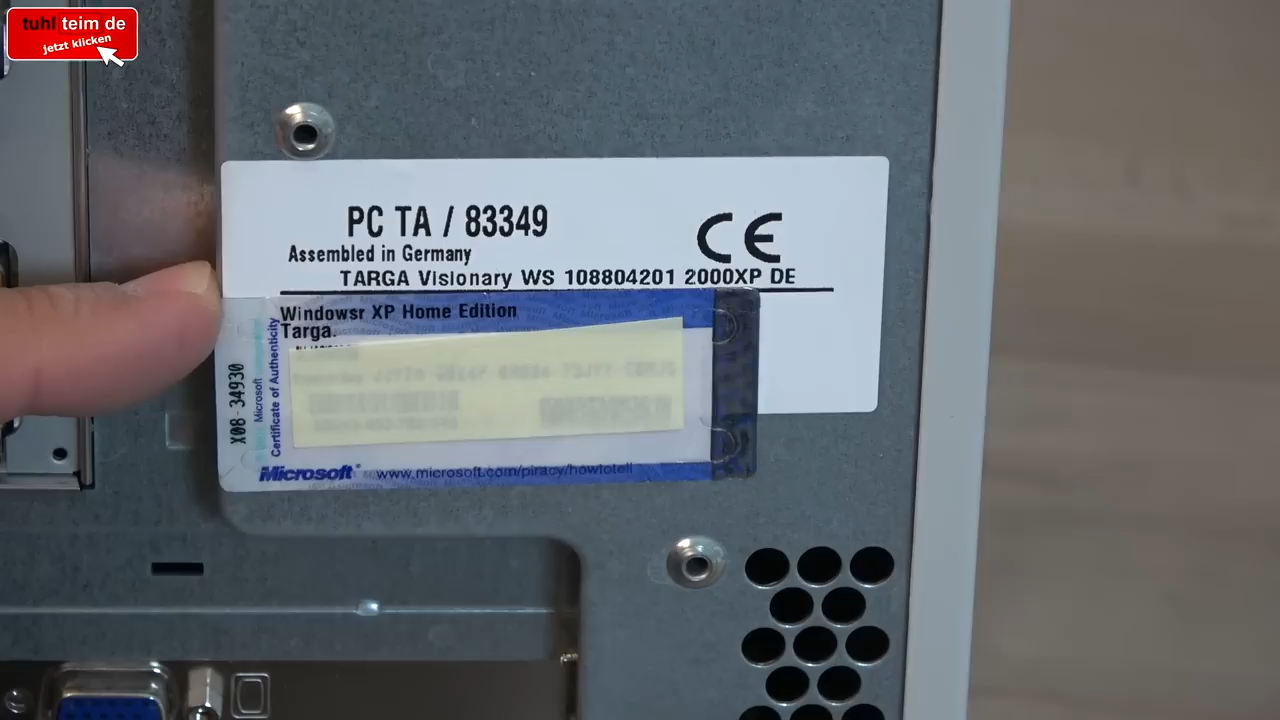 tuhl teim de
jetzt klicken
PC TA / 83349
Assembled in Germany
CE
TARGA Visionary WS 108804201 2000XP DE
Windowsr XP Home Edition
Targa.
X08-34930
Microsoft
Certificate of Authenticity
Microsoft® www.microsoft.com/piracy/howtotell